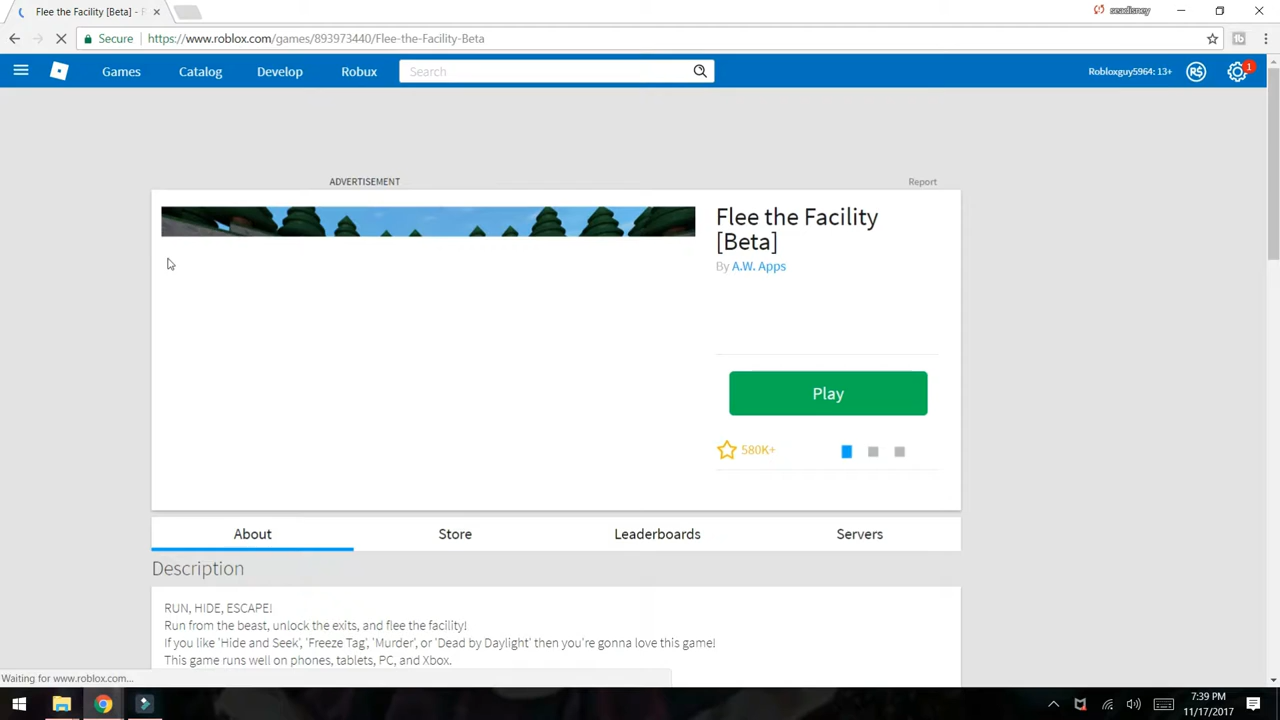 Flee the Facility [Beta] - F
seadisney
Secure
https://www.roblox.com/games/893973440/Flee-the-Facility-Beta
Games
Catalog
Develop
Robux
Search
Robloxguy5964: 13+
R$
1
ADVERTISEMENT
Report
Flee the Facility
[Beta]
By A.W. Apps
Play
580K+
About
Store
Leaderboards
Servers
Description
RUN, HIDE, ESCAPE!
Run from the beast, unlock the exits, and flee the facility!
If you like 'Hide and Seek', 'Freeze Tag', 'Murder', or 'Dead by Daylight' then you're gonna love this game!
This game runs well on phones, tablets, PC, and Xbox.
Waiting for www.roblox.com...
7:39 PM
11/17/2017